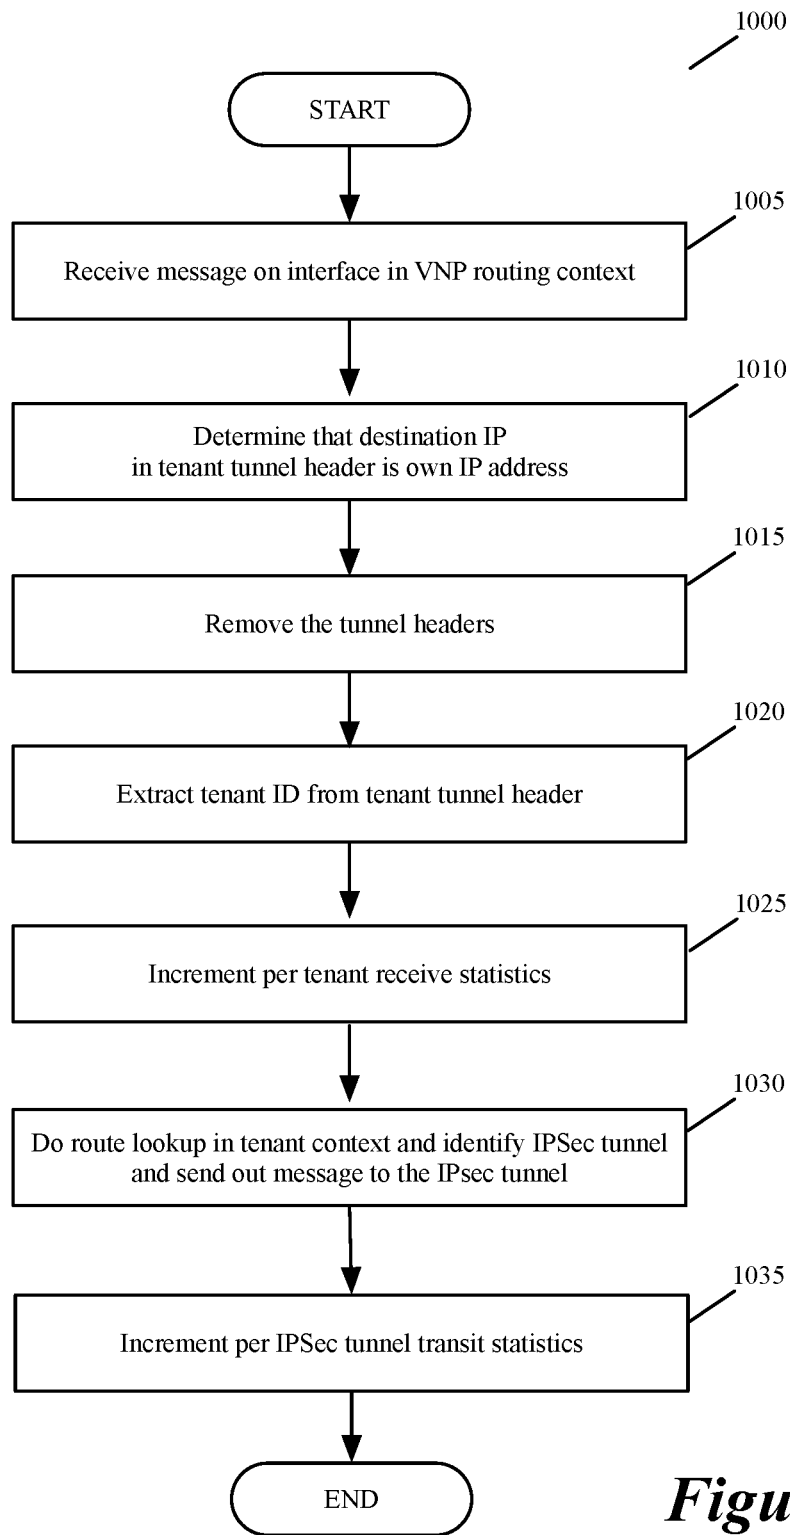 1000
START
1005
Receive message on interface in VNP routing context
1010
Determine that destination IP
in tenant tunnel header is own IP address
1015
Remove the tunnel headers
1020
Extract tenant ID from tenant tunnel header
1025
Increment per tenant receive statistics
1030
Do route lookup in tenant context and identify IPSec tunnel
and send out message to the IPsec tunnel
1035
Increment per IPSec tunnel transit statistics
END
Figu